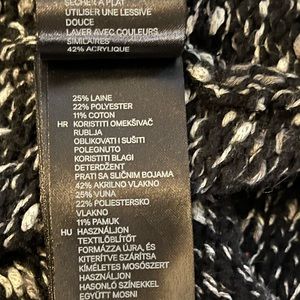 SÉCHER À PLAT
UTILISER UNE LESSIVE
DOUCE
LAVER AVEC COULEURS
SIMILAIRES
42% ACRYLIQUE
25% LAINE
22% POLYESTER
11% COTON
HR KORISTITI OMEKŠIVAČ
RUBLJA
OBLIKOVATI I SUŠITI
POLEGNUTO
KORISTITI BLAGI
DETERDŽENT
PRATI SA SLIČNIM BOJAMA
42% AKRILNO VLAKNO
25% VUNA
22% POLIESTERSKO
VLAKNO
11% PAMUK
HU HASZNÁLJON
TEXTILÖBLÍTŐT
FORMÁZZA ÚJRA, ÉS
KITERÍTVE SZÁRÍTSA
KÍMÉLETES MOSÓSZERT
HASZNÁLJON
HASONLÓ SZÍNEKKEL
EGYÜTT MOSNI